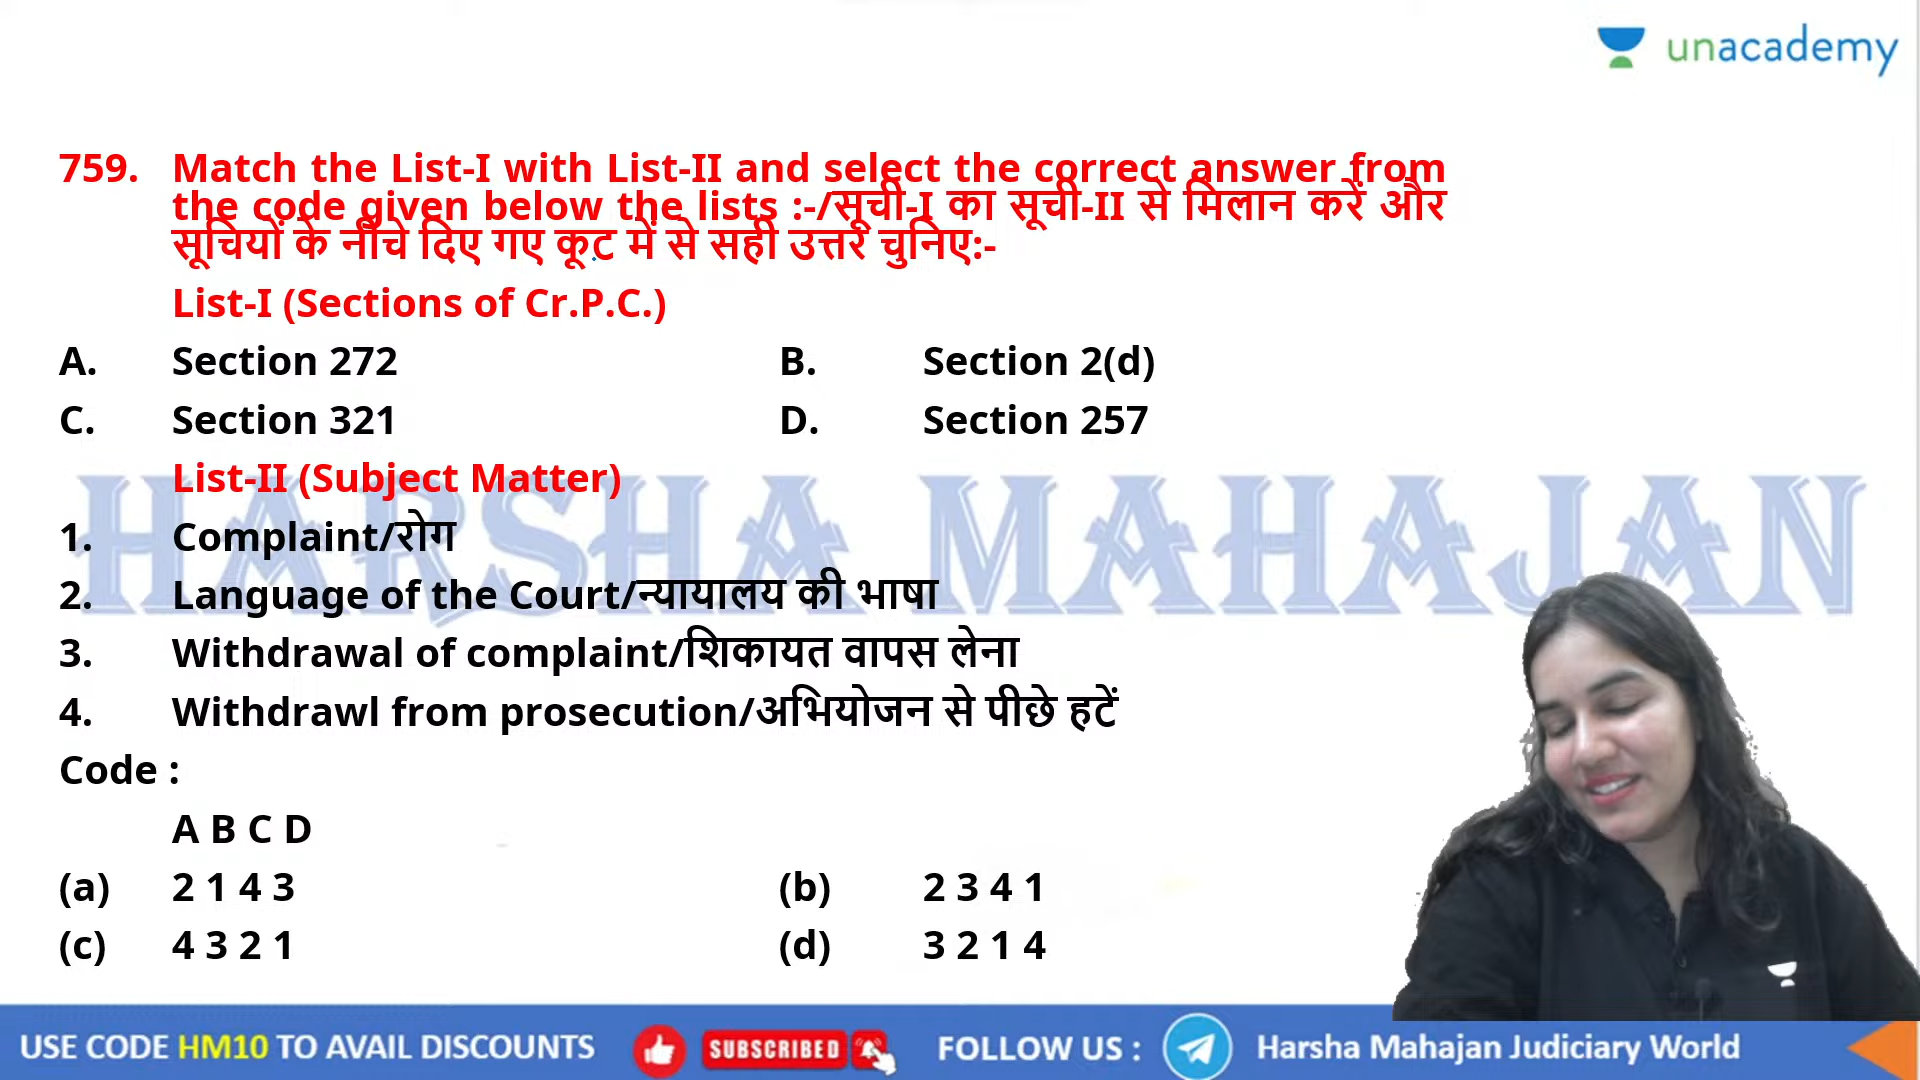 unacademy
759. Match the List-I with List-II and select the correct answer from
the code given below the lists :-/सूची-I का सूची-II से मिलान करें और
सूचियों के नीचे दिए गए कूट में से सही उत्तर चुनिए:-
List-I (Sections of Cr.P.C.)
A. Section 272 B. Section 2(d)
C. Section 321 D. Section 257
List-II (Subject Matter)
HARSHA MAHAJAN
1. Complaint/रोग
2. Language of the Court/न्यायालय की भाषा
3. Withdrawal of complaint/शिकायत वापस लेना
4. Withdrawl from prosecution/अभियोजन से पीछे हटें
Code :
A B C D
(a) 2 1 4 3 (b) 2 3 4 1
(c) 4 3 2 1 (d) 3 2 1 4
USE CODE HM10 TO AVAIL DISCOUNTS SUBSCRIBED FOLLOW US : Harsha Mahajan Judiciary World